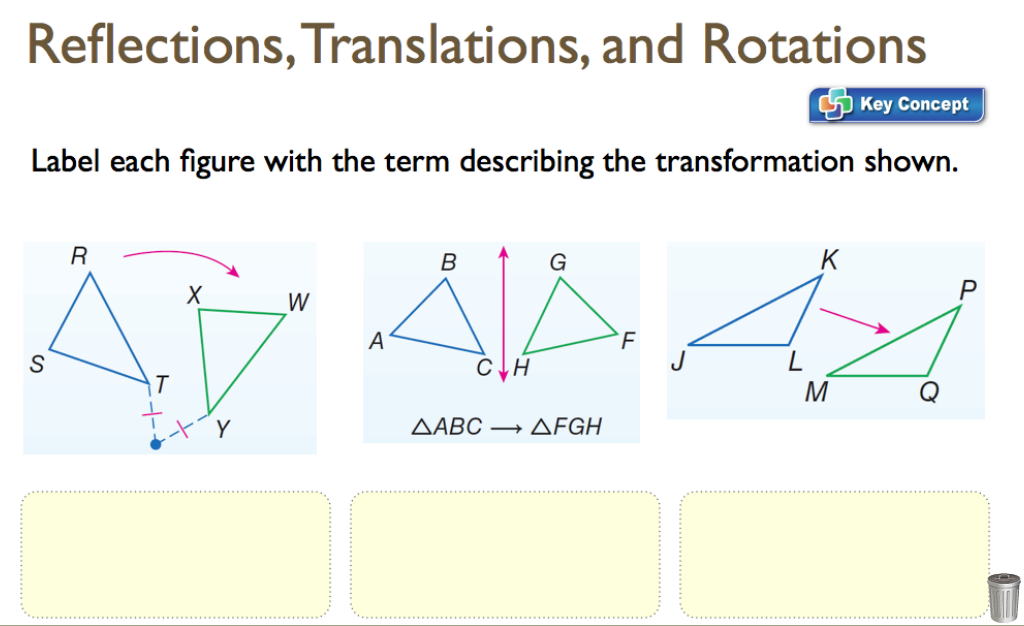 Reflections, Translations, and Rotations
Key Concept
Label each figure with the term describing the transformation shown.
R
X
W
S
T
Y
B
G
A
F
C
H
△ABC ⟶ △FGH
K
P
J
L
M
Q